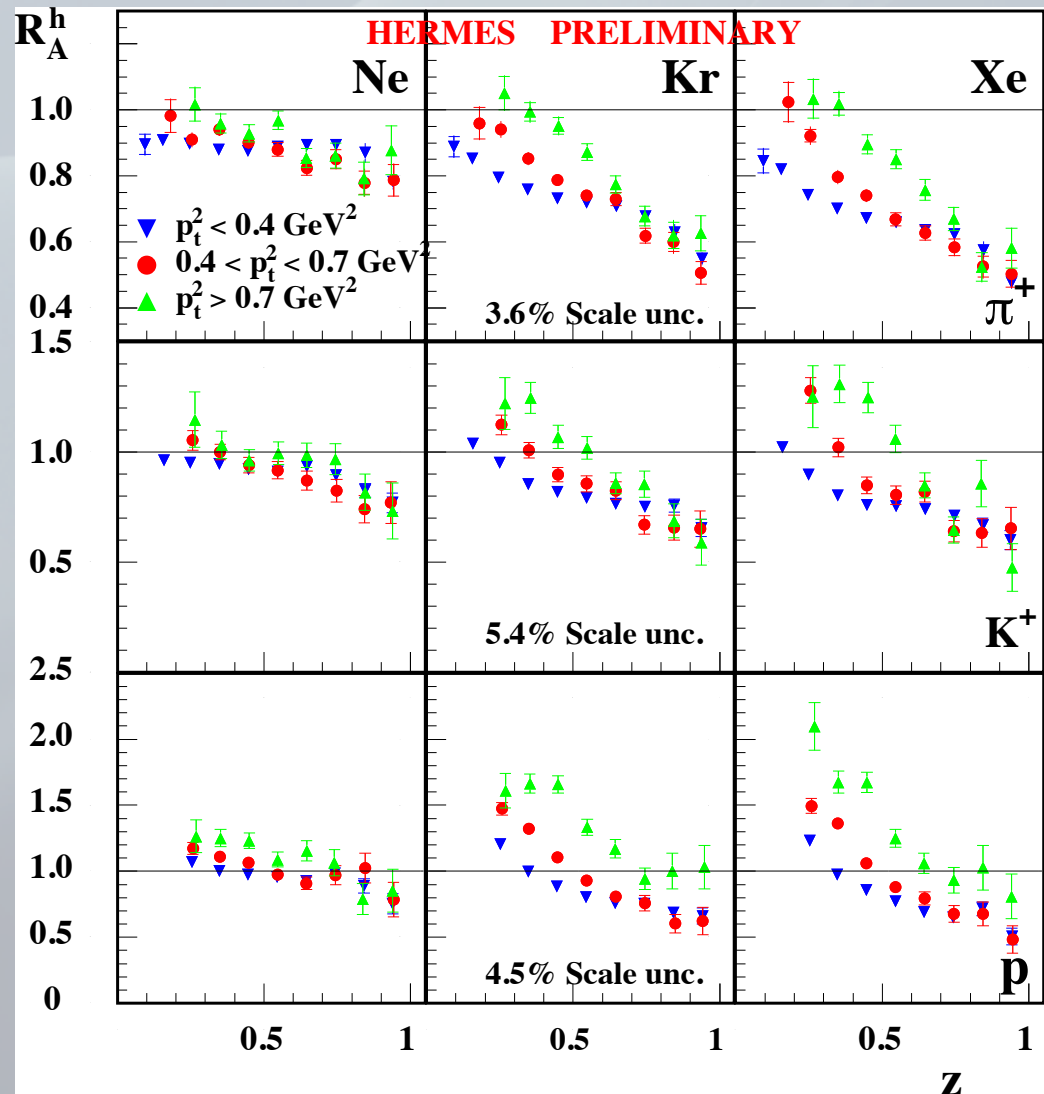 R_A^h
HERMES PRELIMINARY
Ne Kr Xe
1.0
0.8
p_t^2 < 0.4 GeV^2
0.6
0.4 < p_t^2 < 0.7 GeV^2
p_t^2 > 0.7 GeV^2
0.4
3.6% Scale unc.
π^+
1.5
1.0
0.5
5.4% Scale unc.
K^+
2.5
2.0
1.5
1.0
0.5
4.5% Scale unc.
p
0
0.5 1 0.5 1 0.5 1
z